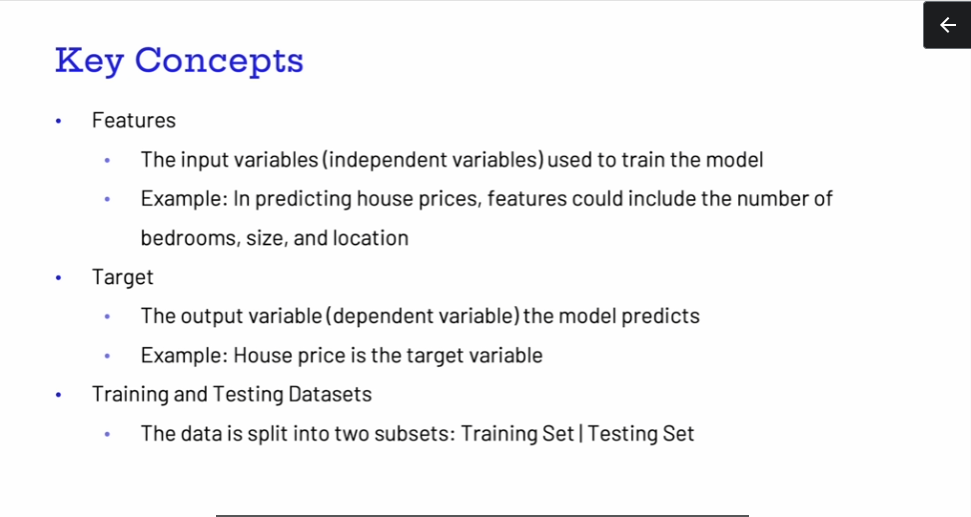 Key Concepts
• Features
• The input variables (independent variables) used to train the model
• Example: In predicting house prices, features could include the number of
bedrooms, size, and location
• Target
• The output variable (dependent variable) the model predicts
• Example: House price is the target variable
• Training and Testing Datasets
• The data is split into two subsets: Training Set | Testing Set